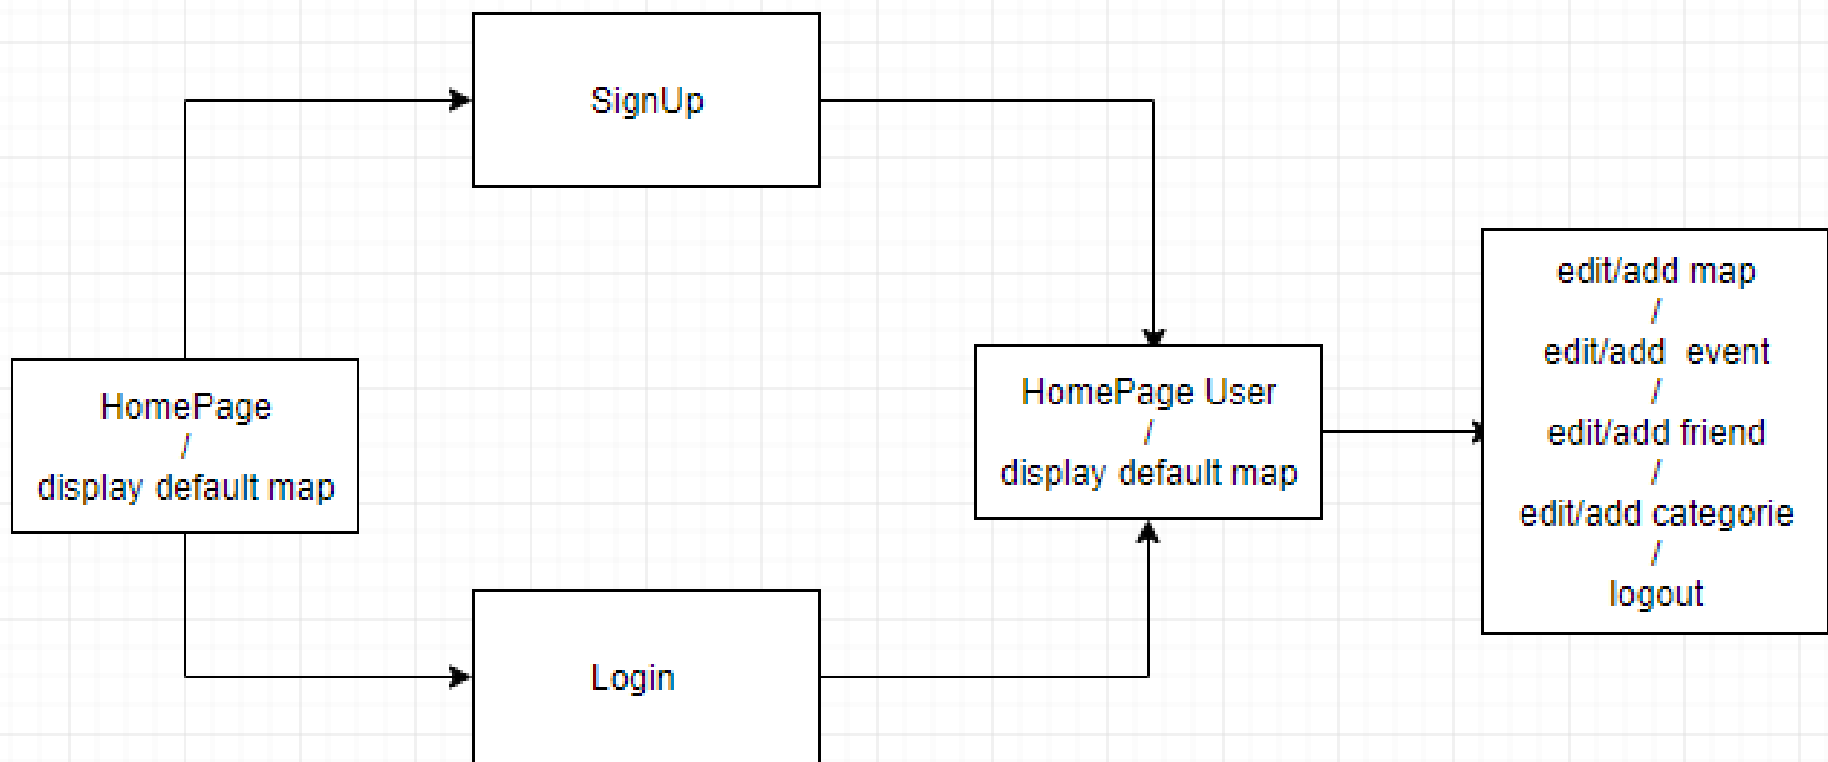 SignUp
HomePage
/
display default map
HomePage User
/
display default map
edit/add map
/
edit/add  event
/
edit/add friend
/
edit/add categorie
/
logout
Login